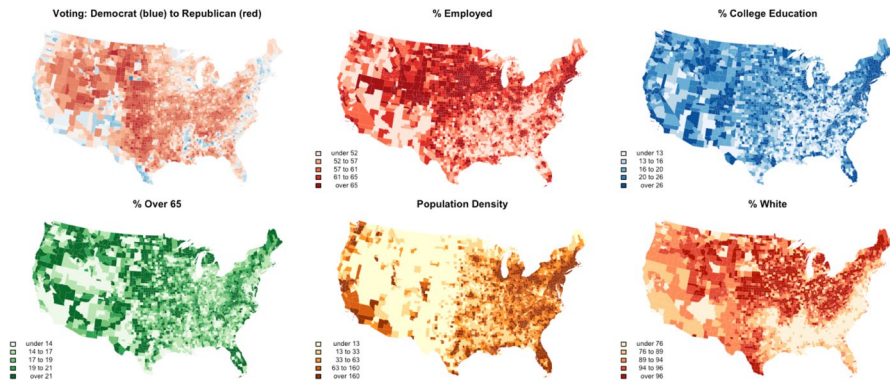 Voting: Democrat (blue) to Republican (red)
% Employed
under 52
52 to 57
57 to 61
61 to 65
over 65
% College Education
under 13
13 to 16
16 to 20
20 to 26
over 26
% Over 65
under 14
14 to 17
17 to 19
19 to 21
over 21
Population Density
under 13
13 to 33
33 to 63
63 to 160
over 160
% White
under 76
76 to 89
89 to 94
94 to 96
over 96